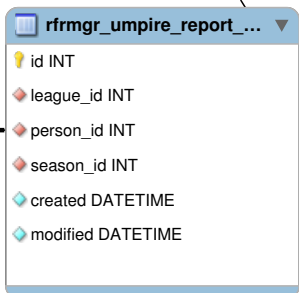 rfrmgr_umpire_report_...
id INT
league_id INT
person_id INT
season_id INT
created DATETIME
modified DATETIME